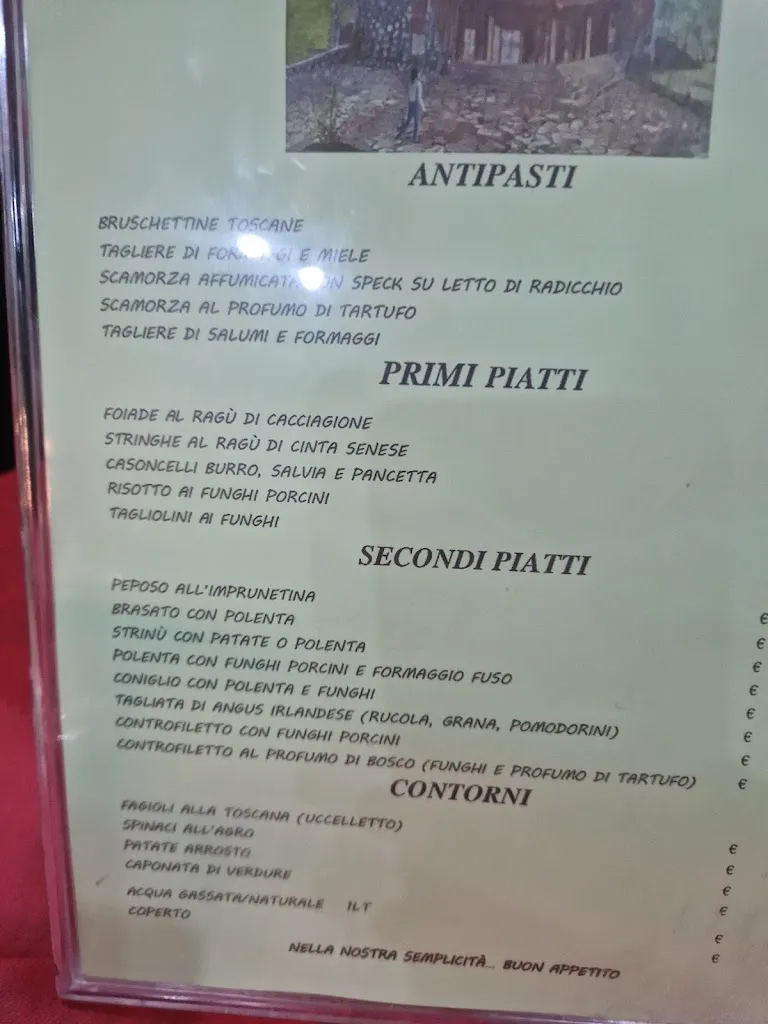 ANTIPASTI
BRUSCHETTINE TOSCANE
TAGLIERE DI E MIELE
SCAMORZA AFFUMICATA SPECK SU LETTO DI RADICCHIO
SCAMORZA AL PROFUMO DI TARTUFO
TAGLIERE DI SALUMI E FORMAGGI
PRIMI PIATTI
FOIADE AL RAGÙ DI CACCIAGIONE
STRINGHE AL RAGÙ DI CINTA SENESE
CASONCELLI BURRO, SALVIA E PANCETTA
RISOTTO AI FUNGHI PORCINI
TAGLIOLINI AI FUNGHI
SECONDI PIATTI
PEPOSO ALL'IMPRUNETINA €
BRASATO CON POLENTA €
STRINÙ CON PATATE O POLENTA €
POLENTA CON FUNGHI PORCINI E FORMAGGIO FUSO €
CONIGLIO CON POLENTA E FUNGHI €
TAGLIATA DI ANGUS IRLANDESE (RUCOLA, GRANA, POMODORINI) €
CONTROFILETTO CON FUNGHI PORCINI €
CONTROFILETTO AL PROFUMO DI BOSCO (FUNGHI E PROFUMO DI TARTUFO) €
CONTORNI
FAGIOLI ALLA TOSCANA (UCCELLETTO) €
SPINACI ALL'AGRO €
PATATE ARROSTO €
CAPONATA DI VERDURE €
ACQUA GASSATA/NATURALE 1LT €
COPERTO €
NELLA NOSTRA SEMPLICITÀ... BUON APPETITO